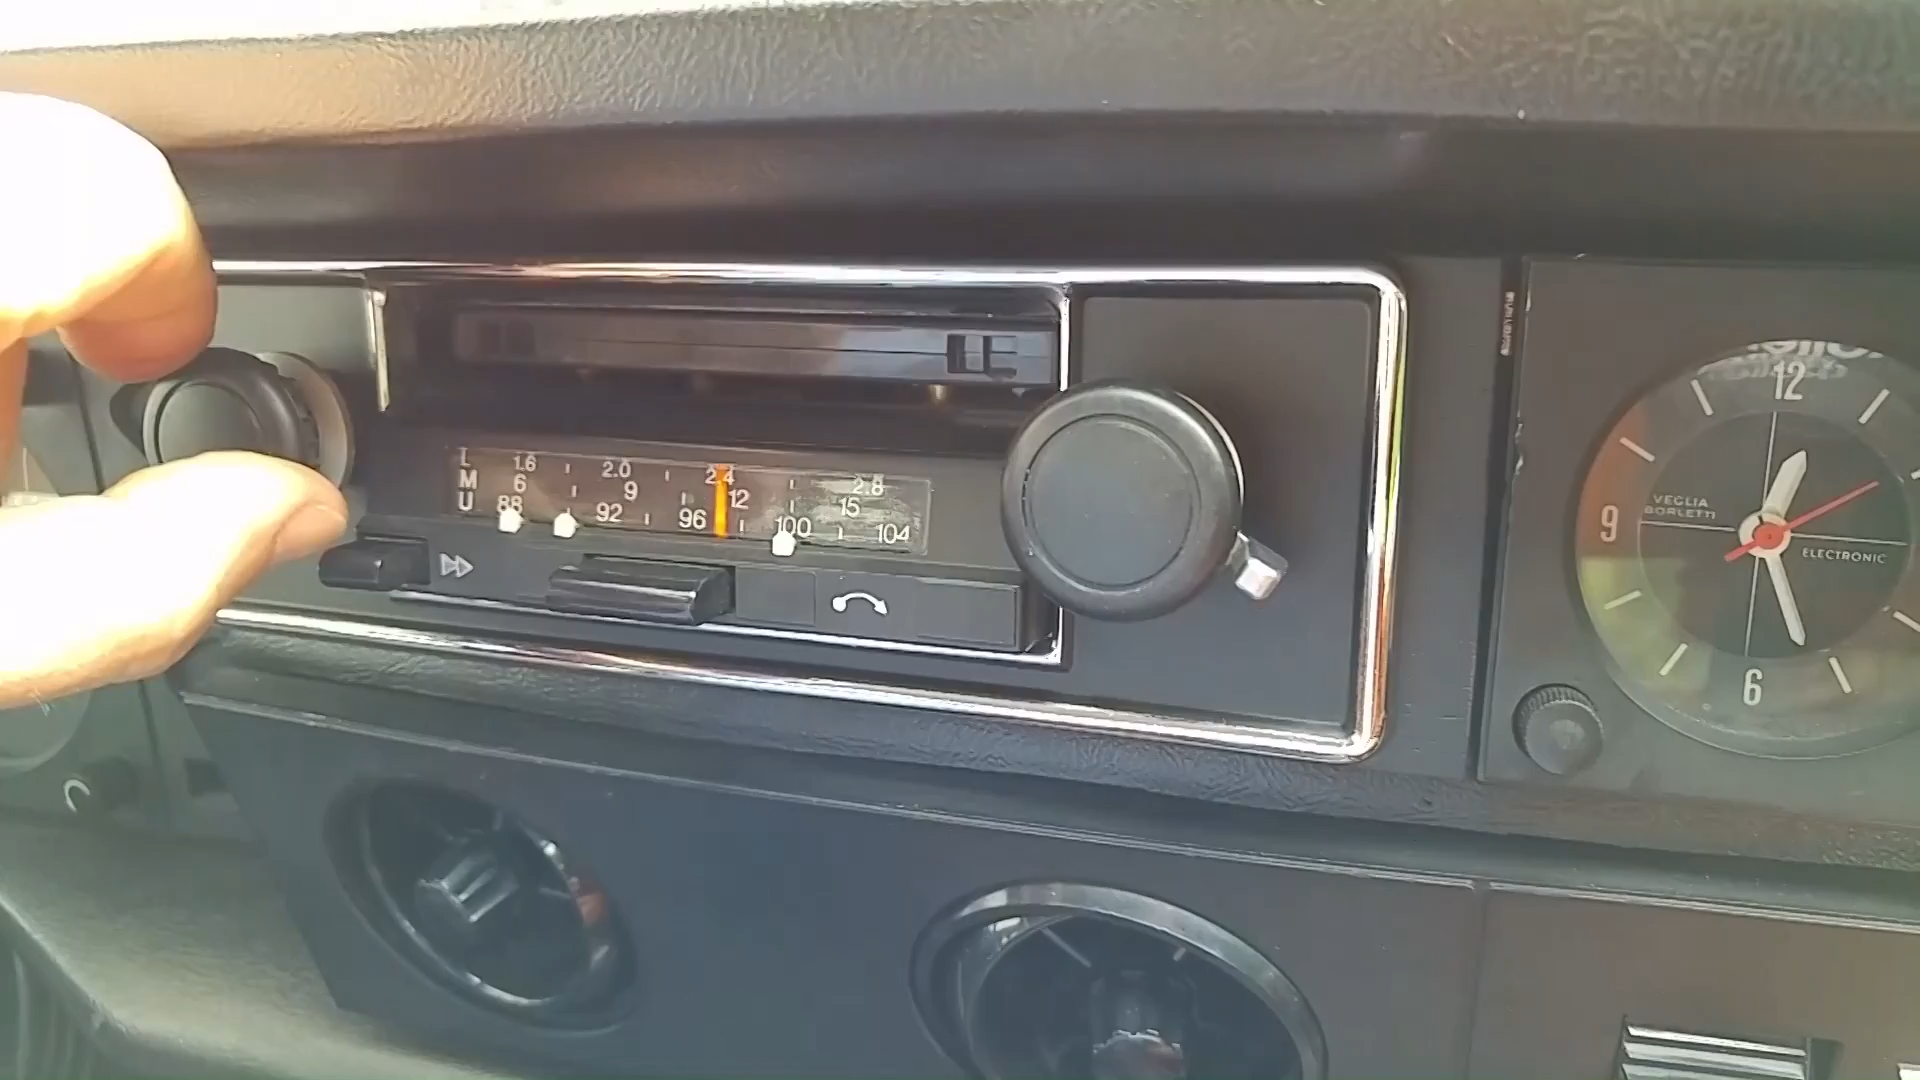 L 1.6 2.0 2.4 2.8
M 6 9 12 15
U 88 92 96 100 104
12
9
VEGLIA
BORLETTI
ELECTRONIC
6